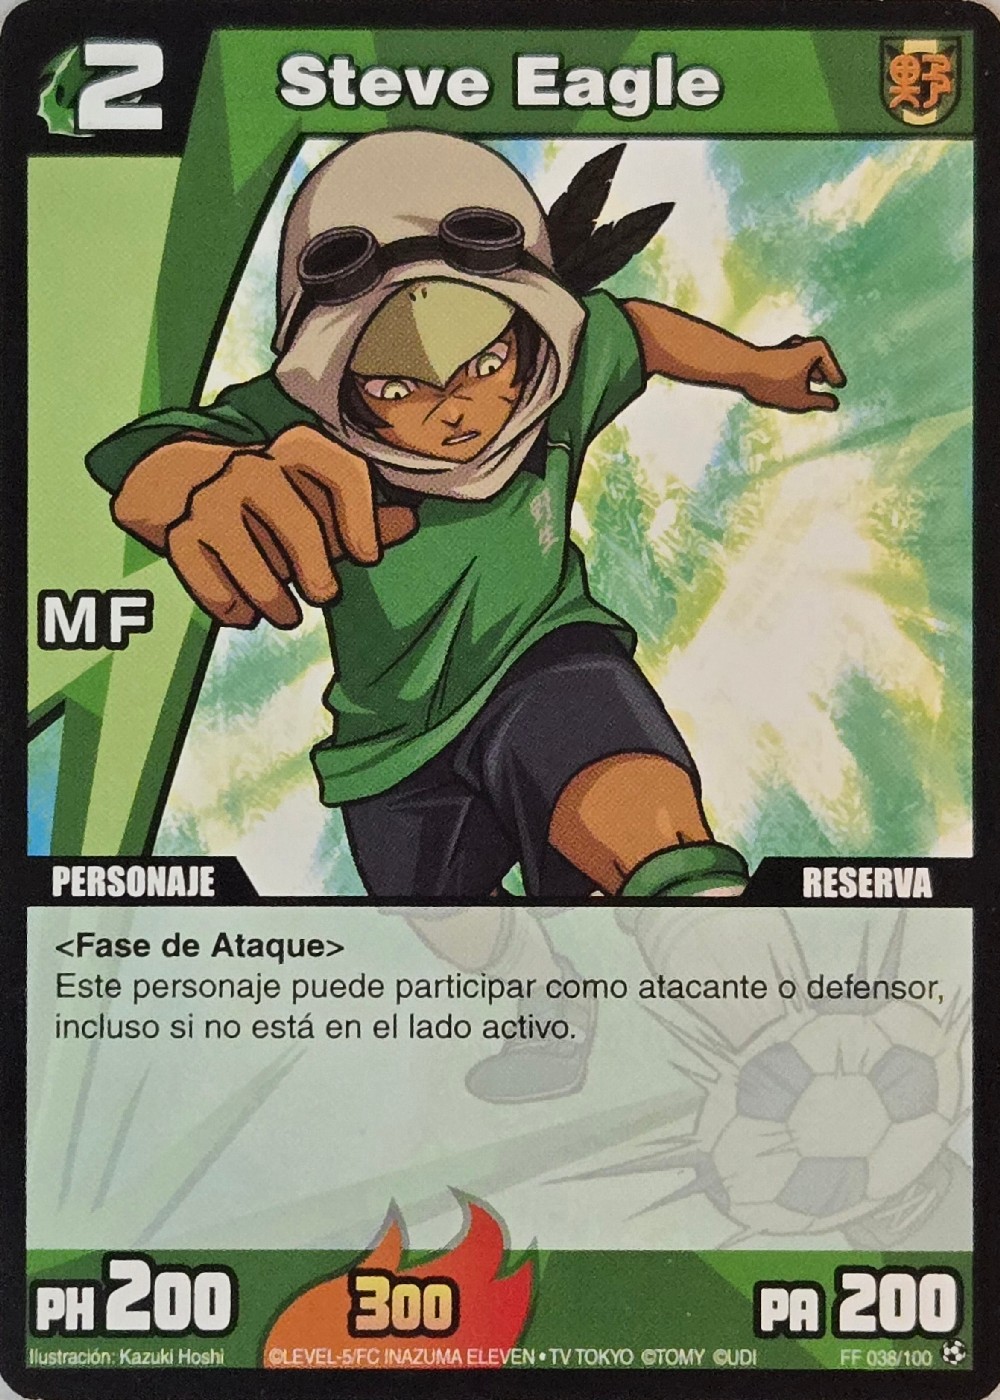 2
Steve Eagle
野
MF
PERSONAJE
RESERVA
<Fase de Ataque>
Este personaje puede participar como atacante o defensor,
incluso si no está en el lado activo.
PH 200
300
PA 200
Ilustración: Kazuki Hoshi
©LEVEL-5/FC INAZUMA ELEVEN • TV TOKYO ©TOMY ©UDI
FF 038/100